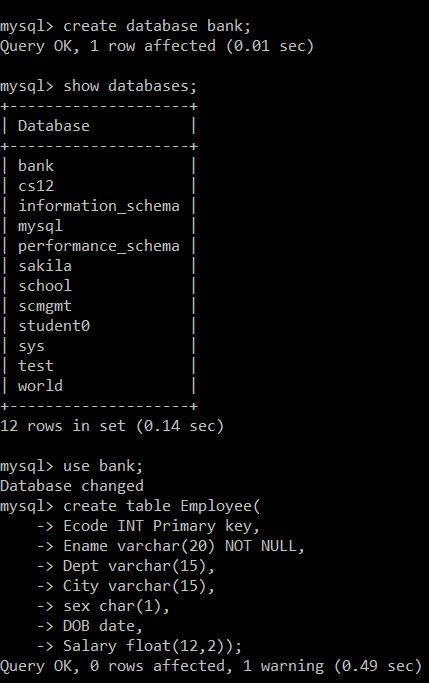 mysql> create database bank;
Query OK, 1 row affected (0.01 sec)
mysql> show databases;
+--------------------+
| Database           |
+--------------------+
| bank               |
| cs12               |
| information_schema |
| mysql              |
| performance_schema |
| sakila             |
| school             |
| scmgmt             |
| student0           |
| sys                |
| test               |
| world              |
+--------------------+
12 rows in set (0.14 sec)
mysql> use bank;
Database changed
mysql> create table Employee(
    -> Ecode INT Primary key,
    -> Ename varchar(20) NOT NULL,
    -> Dept varchar(15),
    -> City varchar(15),
    -> sex char(1),
    -> DOB date,
    -> Salary float(12,2));
Query OK, 0 rows affected, 1 warning (0.49 sec)